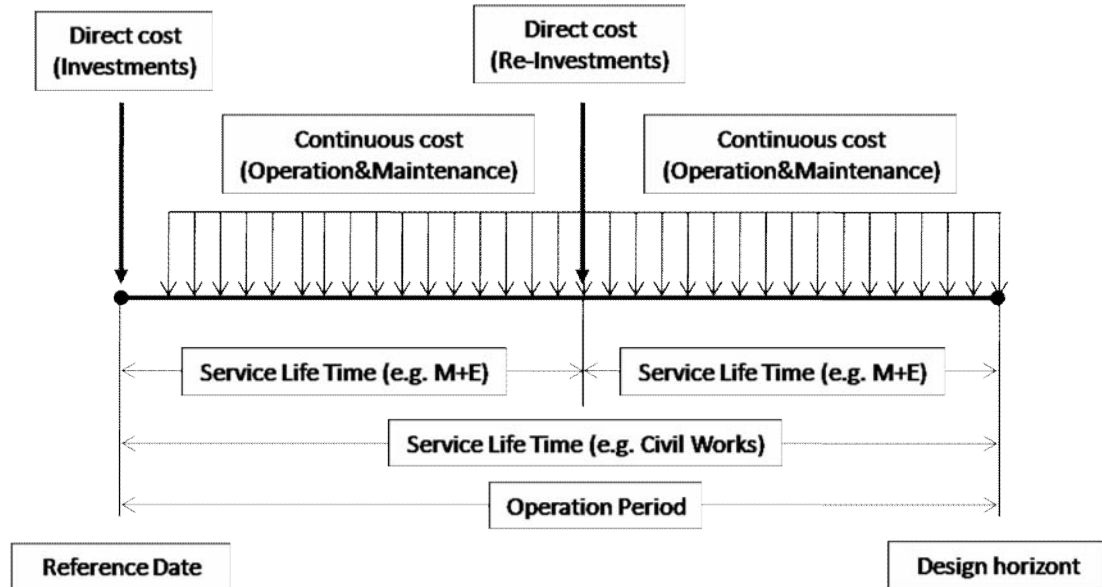 Direct cost
(Investments)
Direct cost
(Re-Investments)
Continuous cost
(Operation&Maintenance)
Continuous cost
(Operation&Maintenance)
Service Life Time (e.g. M+E)
Service Life Time (e.g. M+E)
Service Life Time (e.g. Civil Works)
Operation Period
Reference Date
Design horizont